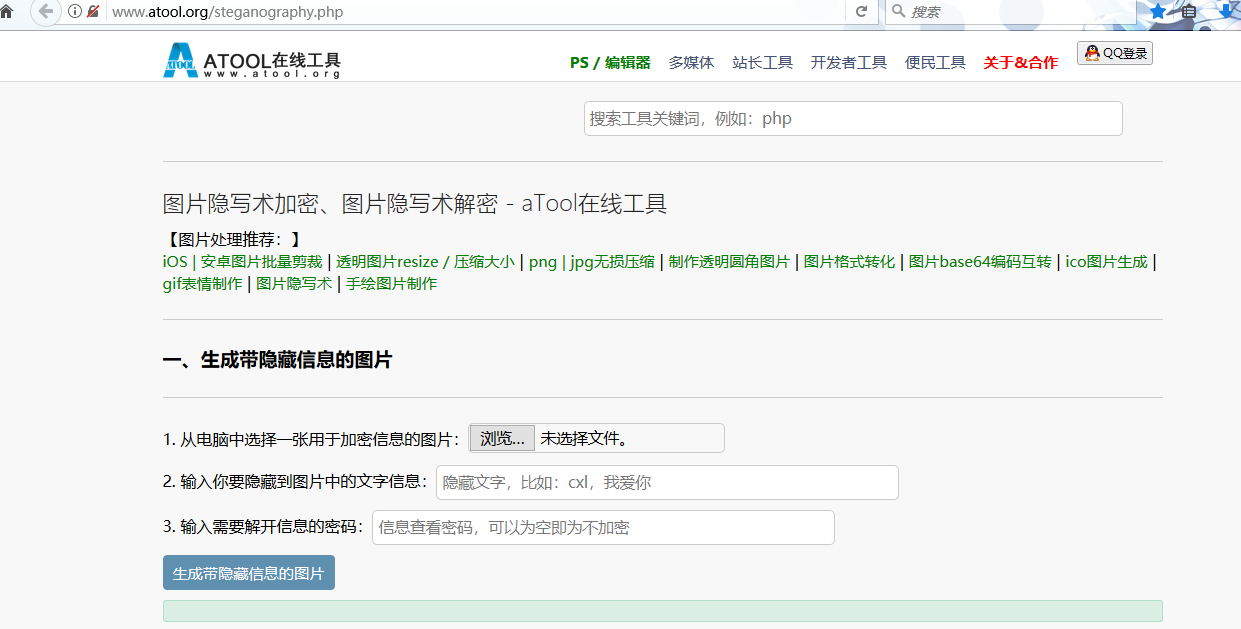 www.atool.org/steganography.php
搜索
ATOOL ATOOL在线工具
www.atool.org
PS / 编辑器 多媒体 站长工具 开发者工具 便民工具 关于&合作 QQ登录
搜索工具关键词，例如：php
图片隐写术加密、图片隐写术解密 - aTool在线工具
【图片处理推荐：】
iOS | 安卓图片批量剪裁 | 透明图片resize / 压缩大小 | png | jpg无损压缩 | 制作透明圆角图片 | 图片格式转化 | 图片base64编码互转 | ico图片生成 |
gif表情制作 | 图片隐写术 | 手绘图片制作
一、生成带隐藏信息的图片
1. 从电脑中选择一张用于加密信息的图片： 浏览... 未选择文件。
2. 输入你要隐藏到图片中的文字信息： 隐藏文字，比如：cxl，我爱你
3. 输入需要解开信息的密码： 信息查看密码，可以为空即为不加密
生成带隐藏信息的图片